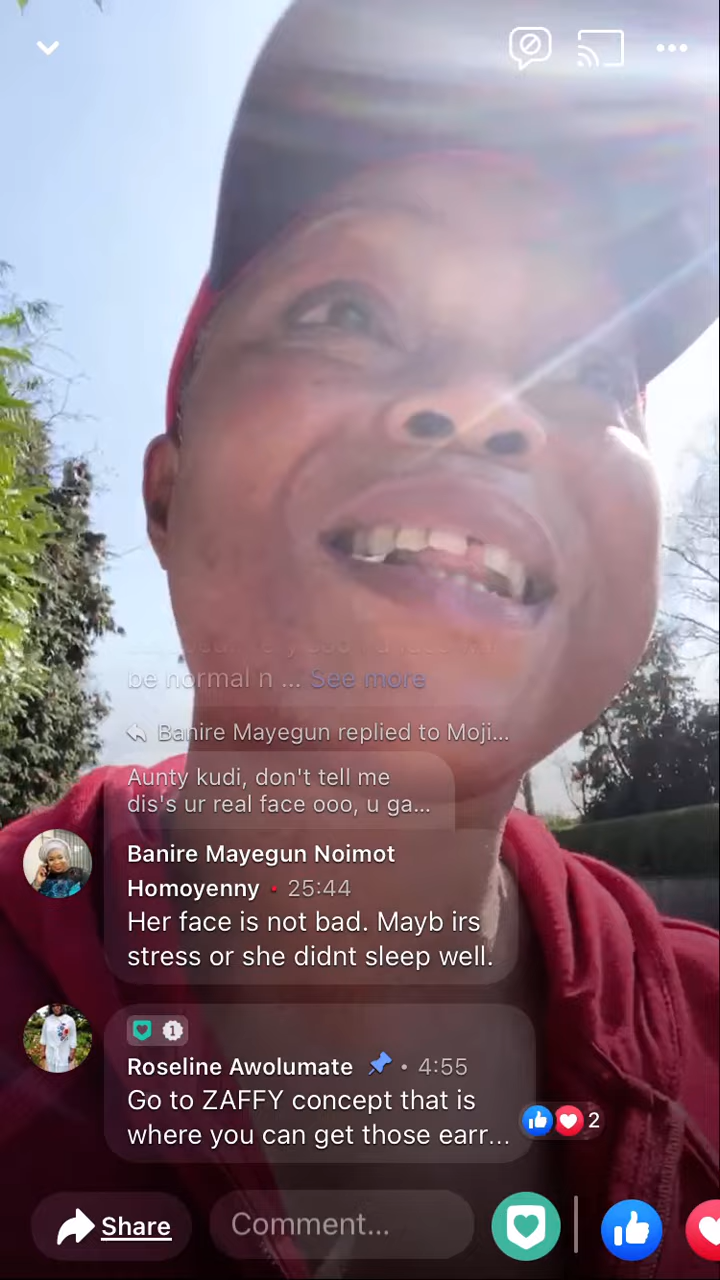 be normal n ... See more
Banire Mayegun replied to Moji...
Aunty kudi, don't tell me
dis's ur real face ooo, u ga...
Banire Mayegun Noimot
Homoyenny • 25:44
Her face is not bad. Mayb irs
stress or she didnt sleep well.
1
Roseline Awolumate • 4:55
Go to ZAFFY concept that is
where you can get those earr...
2
Share
Comment...